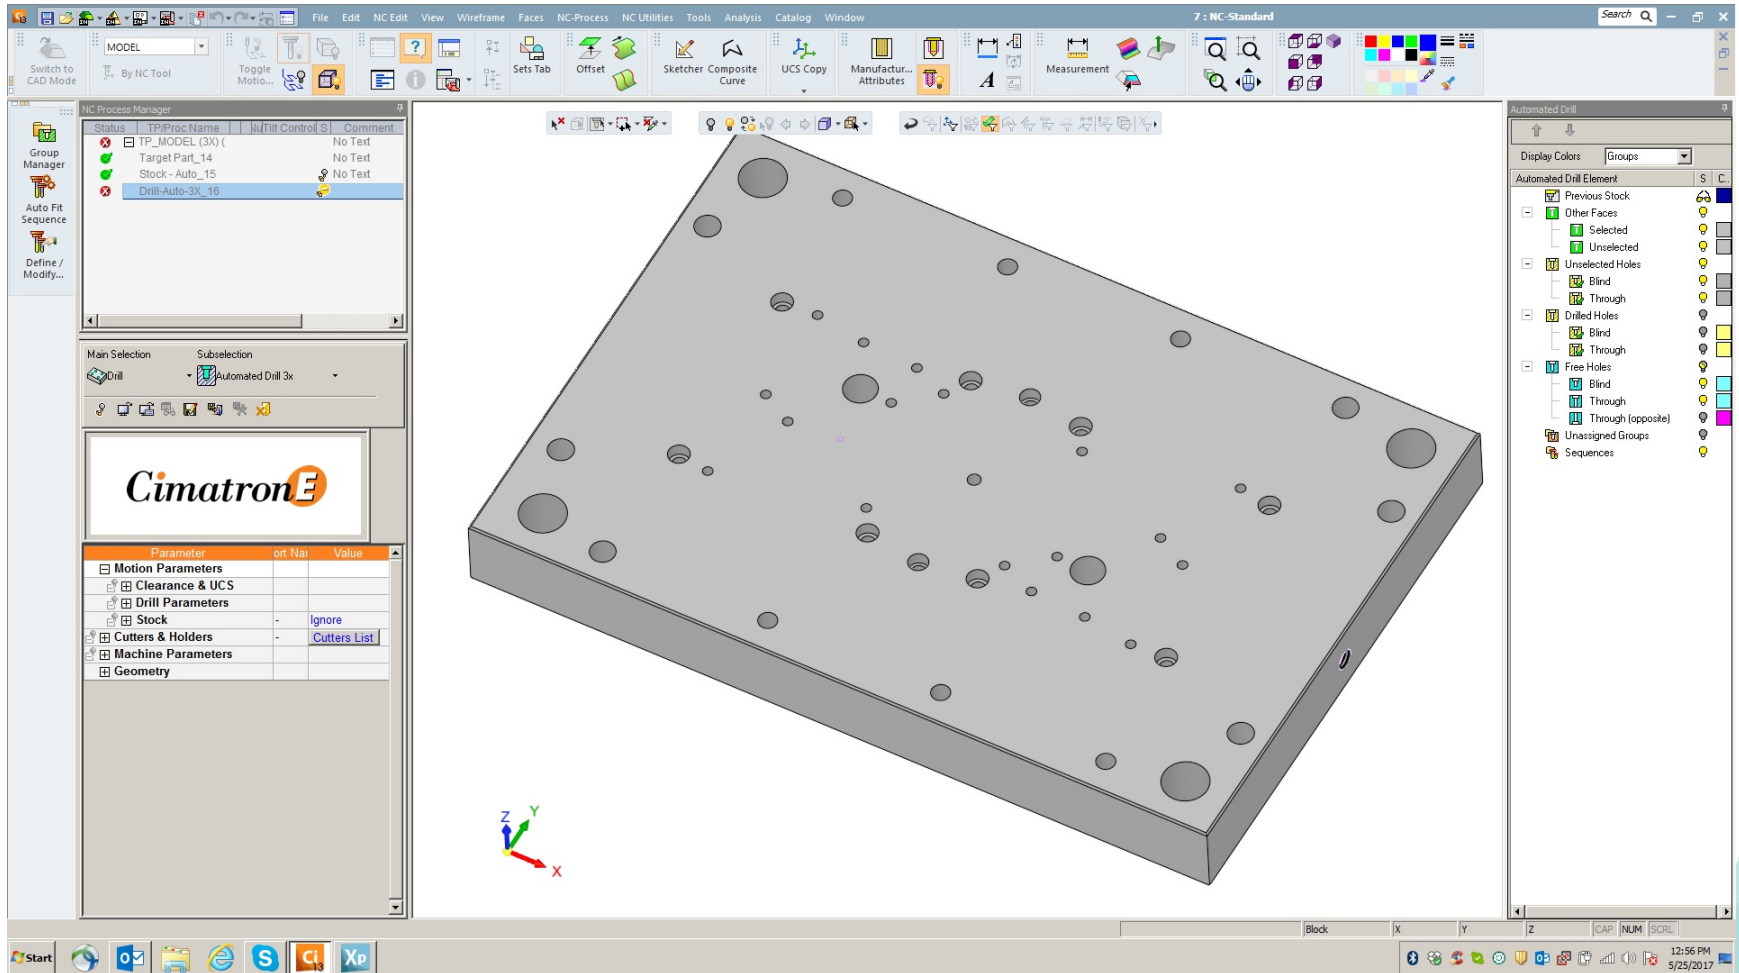 File Edit NC Edit View Wireframe Faces NC-Process NC Utilities Tools Analysis Catalog Window
7 : NC-Standard
Search
Switch to CAD Mode
MODEL
By NC Tool
Toggle Motio...
Sets Tab
Offset
Sketcher
Composite Curve
UCS Copy
Manufactur... Attributes
A
Measurement
Group Manager
Auto Fit Sequence
Define / Modify...
NC Process Manager
Status TP/Proc Name Tilt Control S Comment
TP_MODEL (3X) ( No Text
Target Part_14 No Text
Stock - Auto_15 No Text
Drill-Auto-3X_16
Main Selection Subselection
Drill Automated Drill 3x
CimatronE
Parameter ort Nar Value
Motion Parameters
Clearance & UCS
Drill Parameters
Stock - Ignore
Cutters & Holders - Cutters List
Machine Parameters
Geometry
Z Y
X
Automated Drill
Display Colors Groups
Automated Drill Element S C..
Previous Stock
Other Faces
Selected
Unselected
Unselected Holes
Blind
Through
Drilled Holes
Blind
Through
Free Holes
Blind
Through
Through (opposite)
Unassigned Groups
Sequences
Block X Y Z CAP NUM SCRL
Start
Ci 13
Xp
12:56 PM
5/25/2017